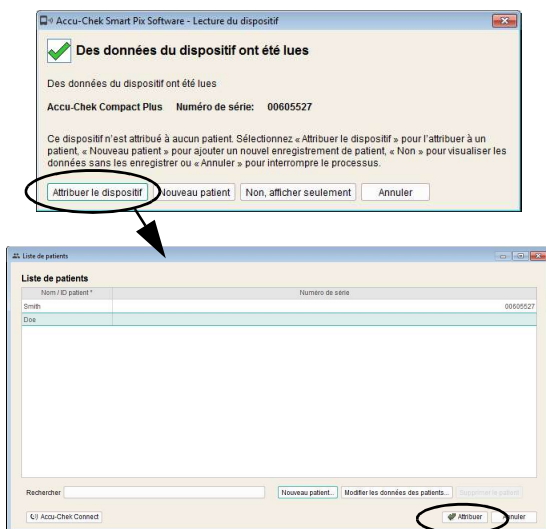 Accu-Chek Smart Pix Software - Lecture du dispositif
Des données du dispositif ont été lues
Des données du dispositif ont été lues
Accu-Chek Compact Plus Numéro de série: 00605527
Ce dispositif n'est attribué à aucun patient. Sélectionnez « Attribuer le dispositif » pour l'attribuer à un
patient, « Nouveau patient » pour ajouter un nouvel enregistrement de patient, « Non » pour visualiser les
données sans les enregistrer ou « Annuler » pour interrompre le processus.
Attribuer le dispositif Nouveau patient Non, afficher seulement Annuler
Liste de patients
Liste de patients
Nom / ID patient * Numéro de série
Smith 00605527
Doe
Rechercher Nouveau patient... Modifier les données des patients... Supprimer le patient
Accu-Chek Connect Attribuer Annuler